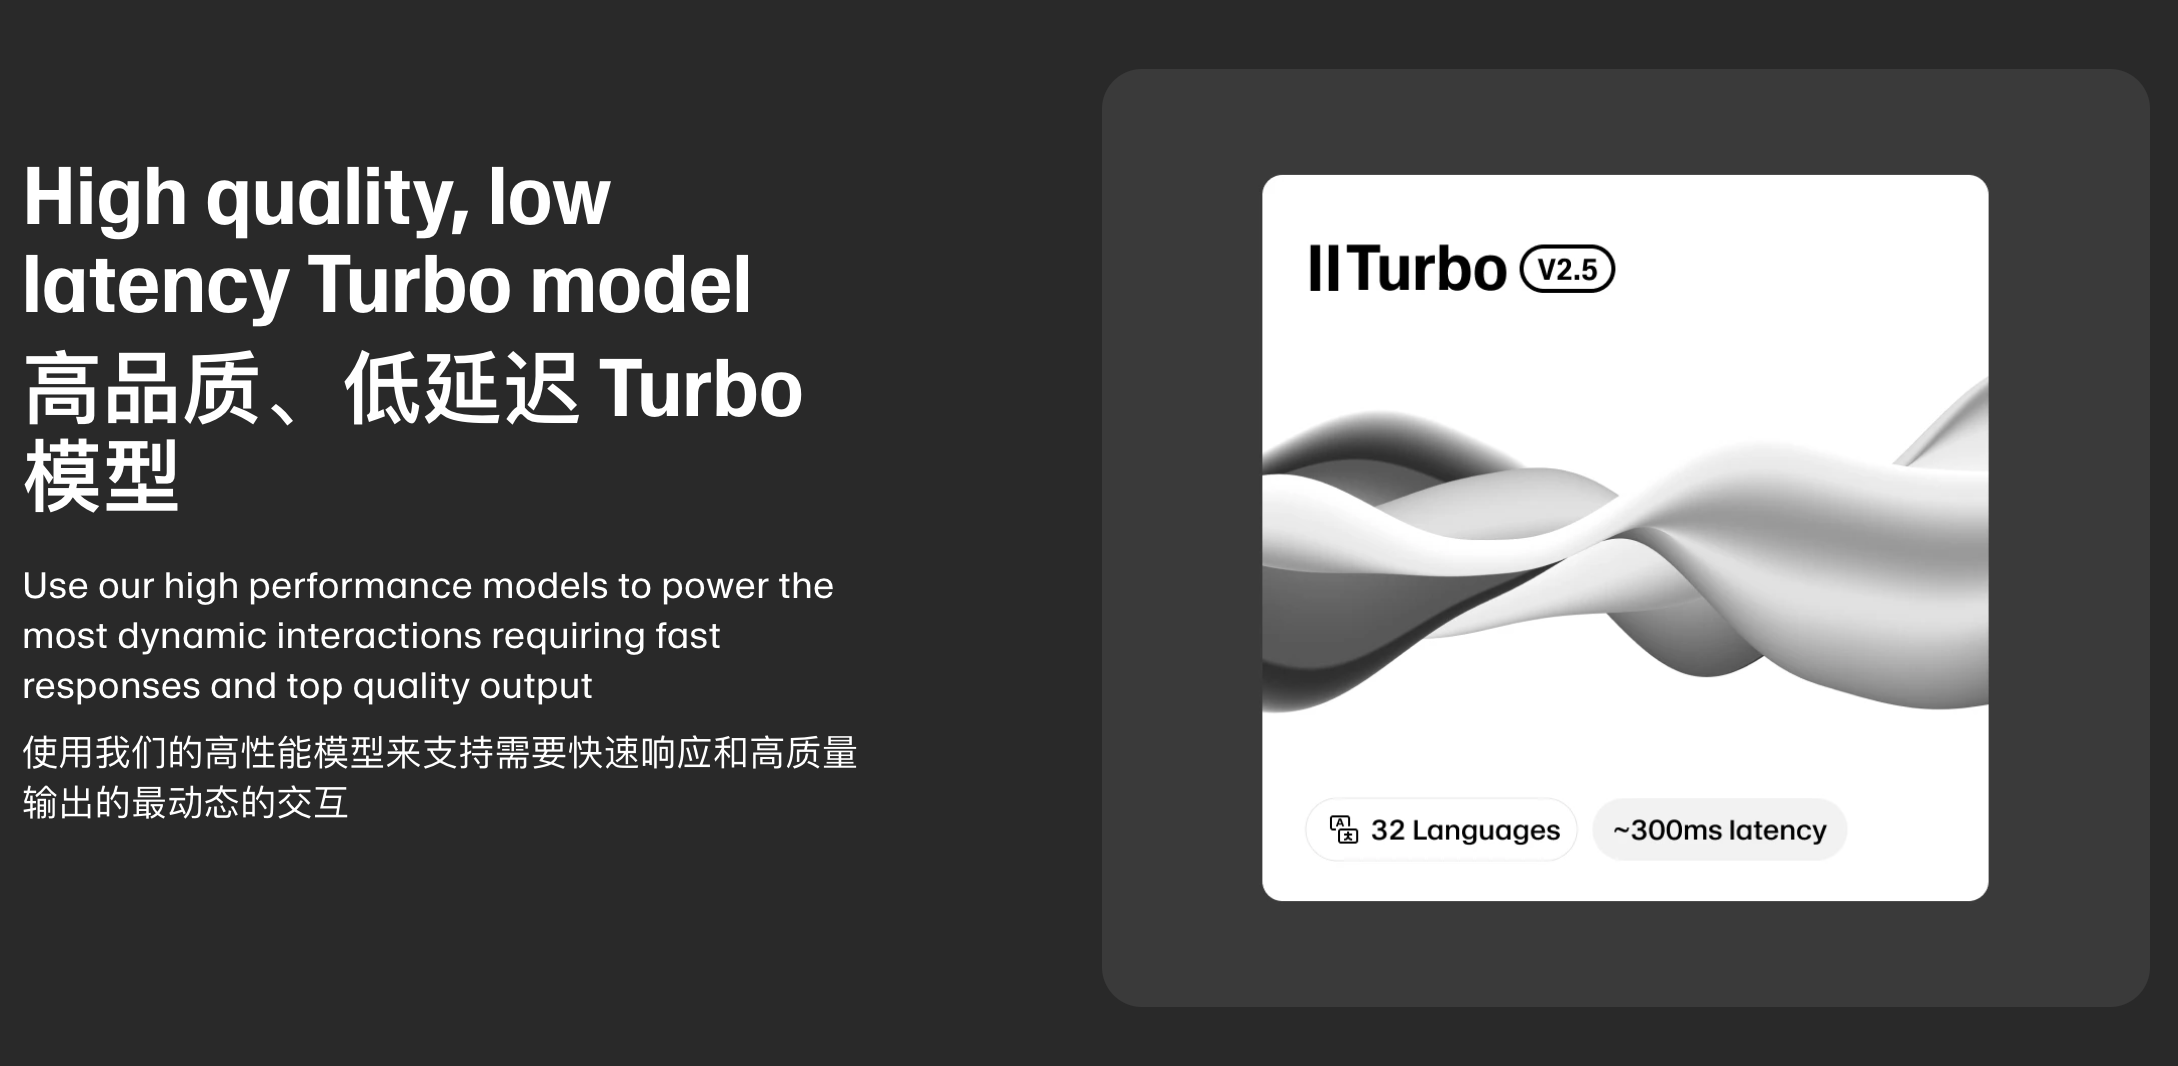 High quality, low
latency Turbo model
高品质、低延迟 Turbo
模型
Use our high performance models to power the
most dynamic interactions requiring fast
responses and top quality output
使用我们的高性能模型来支持需要快速响应和高质量
输出的最动态的交互
IITurbo V2.5
32 Languages
~300ms latency